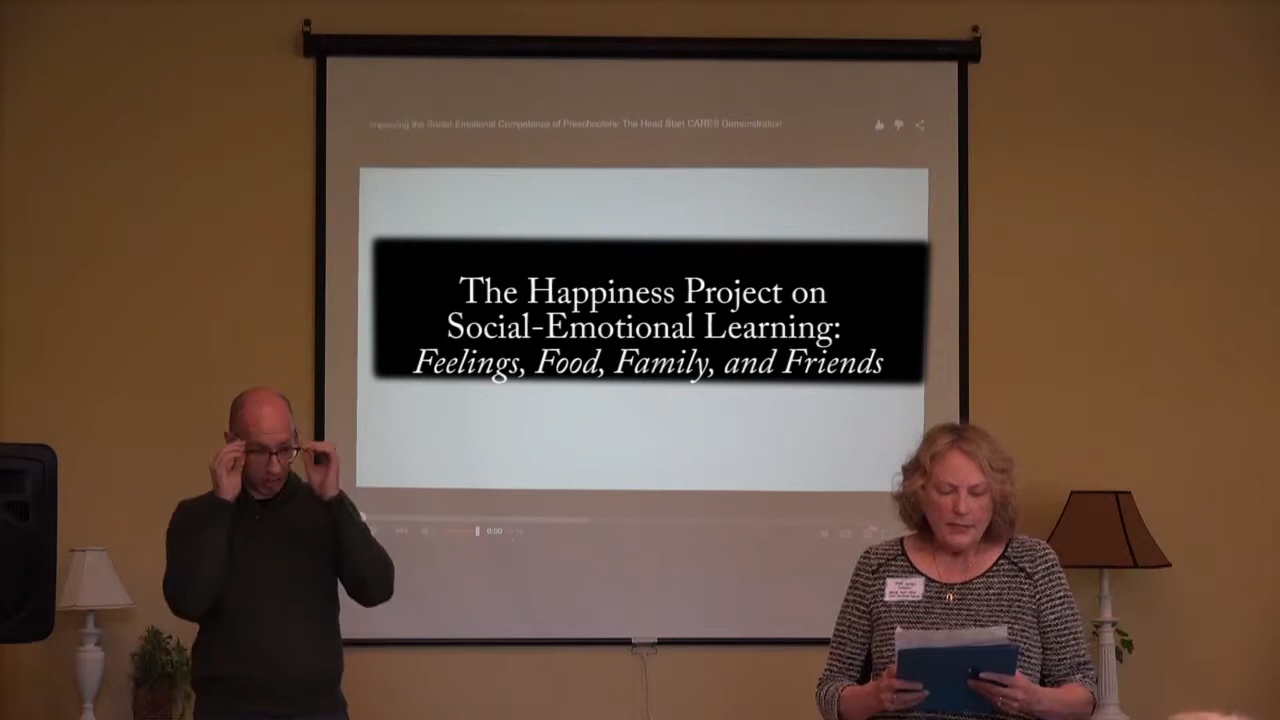 Improving the Social-Emotional Competence of Preschoolers: The Head Start CARES Demonstration
The Happiness Project on
Social-Emotional Learning:
Feelings, Food, Family, and Friends
0:00